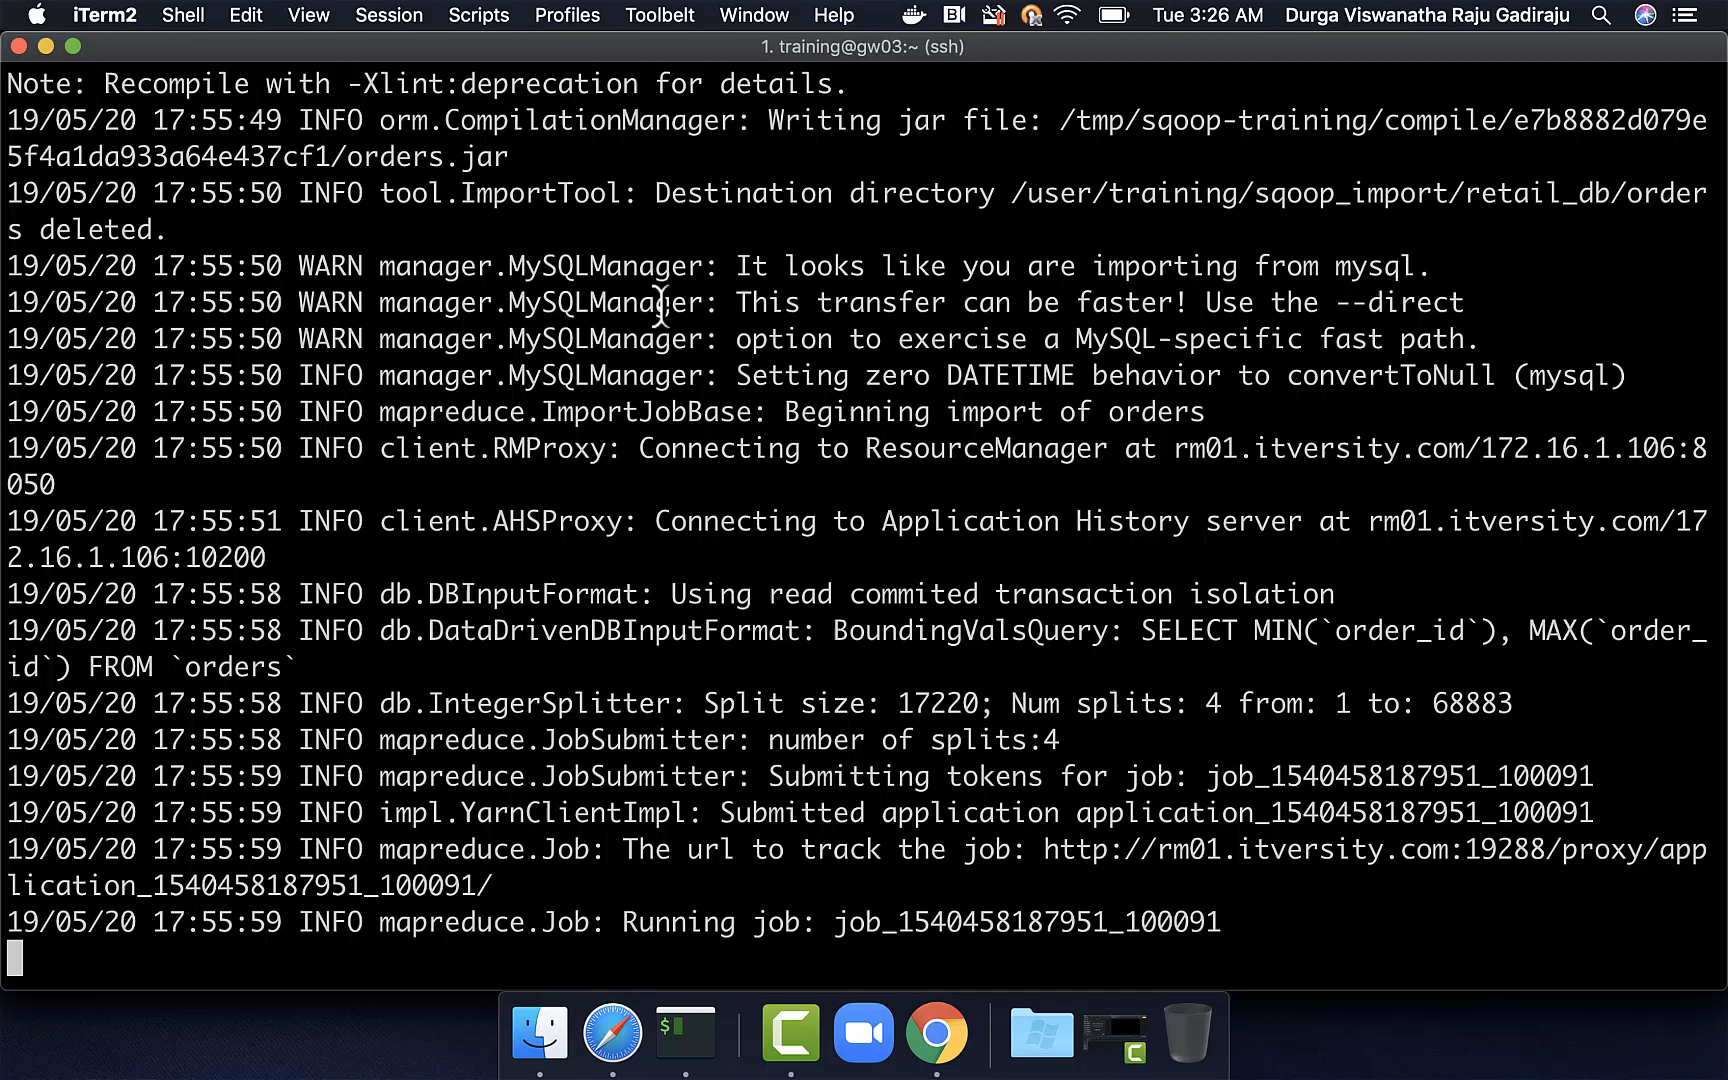 iTerm2 Shell Edit View Session Scripts Profiles Toolbelt Window Help Tue 3:26 AM Durga Viswanatha Raju Gadiraju
1. training@gw03:~ (ssh)
Note: Recompile with -Xlint:deprecation for details.
19/05/20 17:55:49 INFO orm.CompilationManager: Writing jar file: /tmp/sqoop-training/compile/e7b8882d079e
5f4a1da933a64e437cf1/orders.jar
19/05/20 17:55:50 INFO tool.ImportTool: Destination directory /user/training/sqoop_import/retail_db/order
s deleted.
19/05/20 17:55:50 WARN manager.MySQLManager: It looks like you are importing from mysql.
19/05/20 17:55:50 WARN manager.MySQLManager: This transfer can be faster! Use the --direct
19/05/20 17:55:50 WARN manager.MySQLManager: option to exercise a MySQL-specific fast path.
19/05/20 17:55:50 INFO manager.MySQLManager: Setting zero DATETIME behavior to convertToNull (mysql)
19/05/20 17:55:50 INFO mapreduce.ImportJobBase: Beginning import of orders
19/05/20 17:55:50 INFO client.RMProxy: Connecting to ResourceManager at rm01.itversity.com/172.16.1.106:8
050
19/05/20 17:55:51 INFO client.AHSProxy: Connecting to Application History server at rm01.itversity.com/17
2.16.1.106:10200
19/05/20 17:55:58 INFO db.DBInputFormat: Using read commited transaction isolation
19/05/20 17:55:58 INFO db.DataDrivenDBInputFormat: BoundingValsQuery: SELECT MIN(`order_id`), MAX(`order_
id`) FROM `orders`
19/05/20 17:55:58 INFO db.IntegerSplitter: Split size: 17220; Num splits: 4 from: 1 to: 68883
19/05/20 17:55:58 INFO mapreduce.JobSubmitter: number of splits:4
19/05/20 17:55:59 INFO mapreduce.JobSubmitter: Submitting tokens for job: job_1540458187951_100091
19/05/20 17:55:59 INFO impl.YarnClientImpl: Submitted application application_1540458187951_100091
19/05/20 17:55:59 INFO mapreduce.Job: The url to track the job: http://rm01.itversity.com:19288/proxy/app
lication_1540458187951_100091/
19/05/20 17:55:59 INFO mapreduce.Job: Running job: job_1540458187951_100091